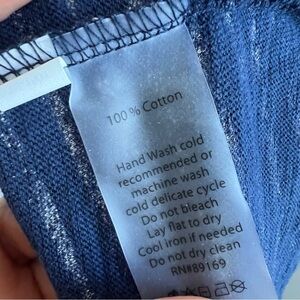 100% Cotton
Hand Wash cold
recommended or
machine wash
cold delicate cycle
Do not bleach
Lay flat to dry
Cool iron if needed
Do not dry clean
RN#89169